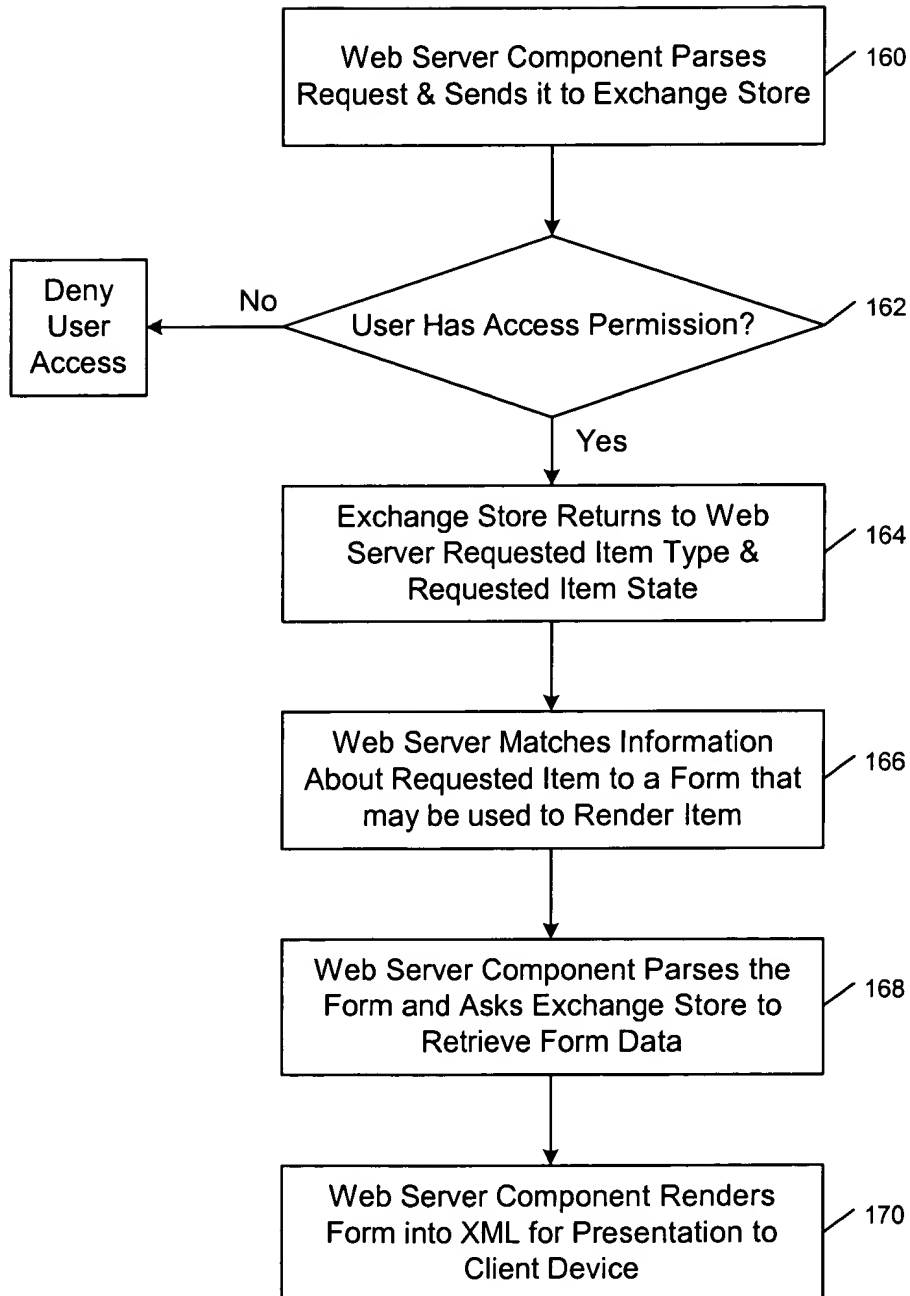 Web Server Component Parses
Request & Sends it to Exchange Store
160
User Has Access Permission?
162
No
Deny
User
Access
Yes
Exchange Store Returns to Web
Server Requested Item Type &
Requested Item State
164
Web Server Matches Information
About Requested Item to a Form that
may be used to Render Item
166
Web Server Component Parses the
Form and Asks Exchange Store to
Retrieve Form Data
168
Web Server Component Renders
Form into XML for Presentation to
Client Device
170